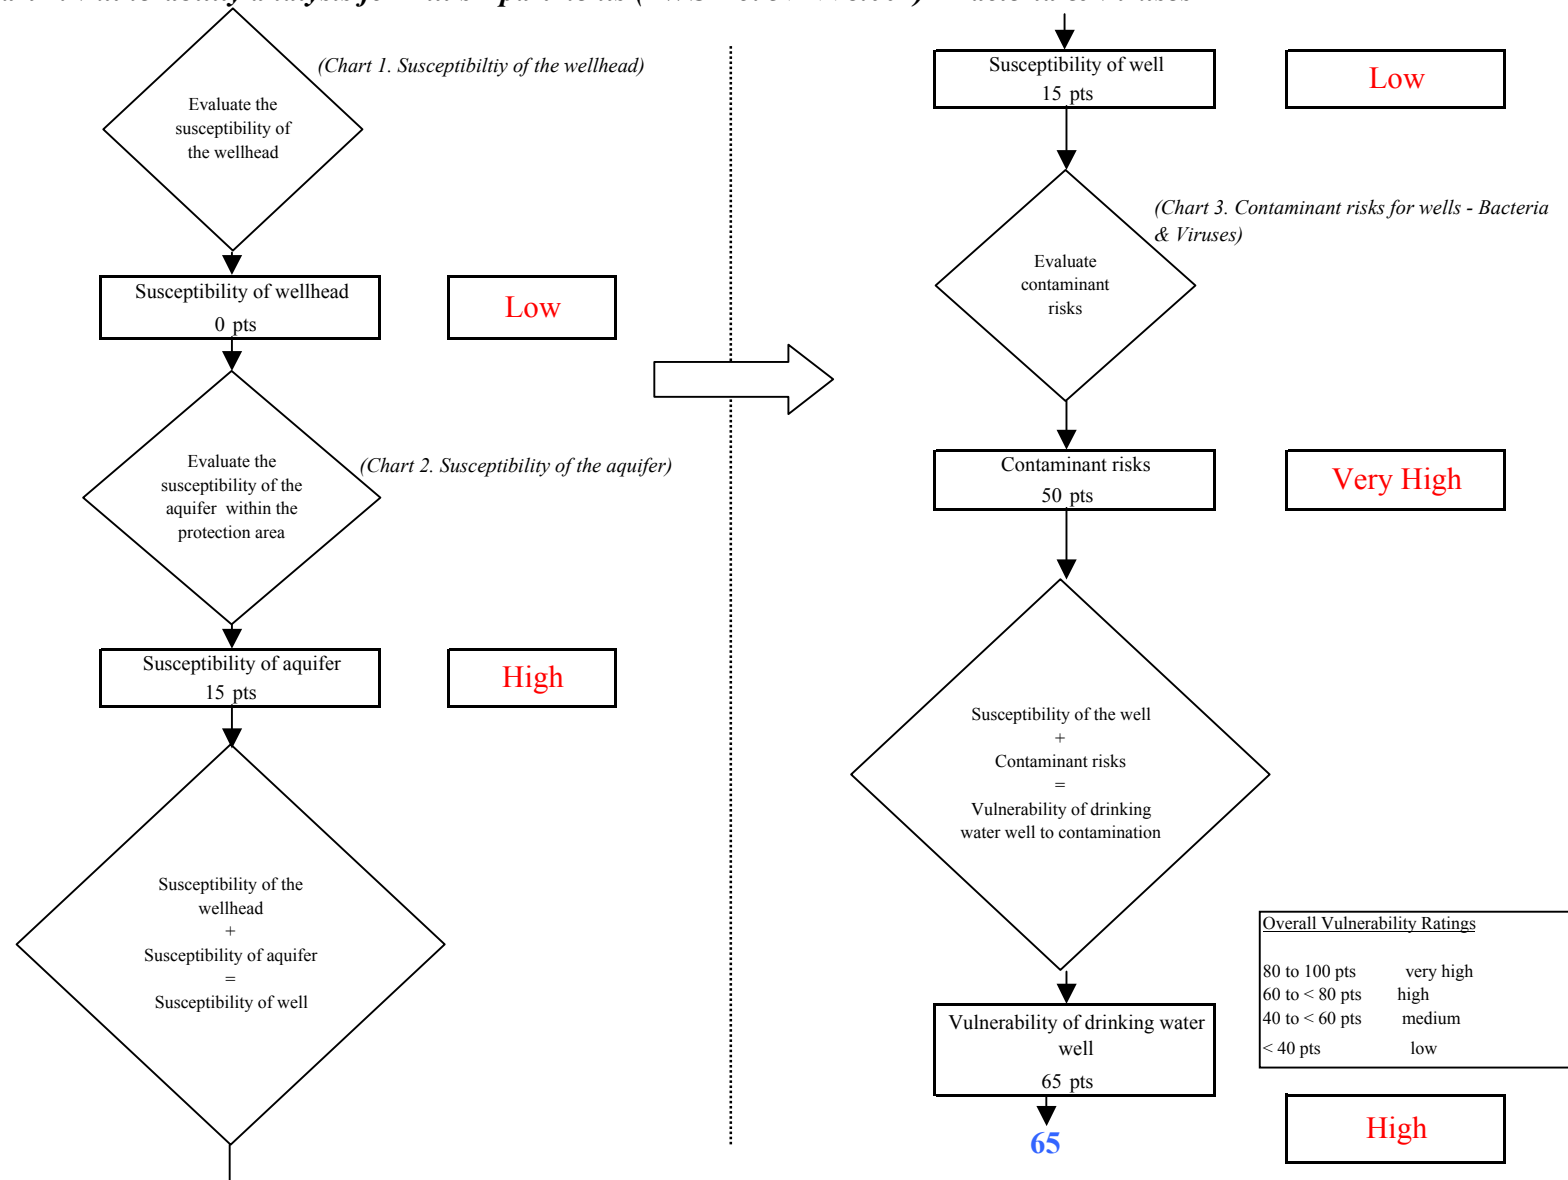 (Chart 1. Susceptibiltiy of the wellhead)
Evaluate the
susceptibility of
the wellhead
Susceptibility of wellhead
0 pts
Low
Evaluate the
susceptibility of the
aquifer within the
protection area
(Chart 2. Susceptibility of the aquifer)
Susceptibility of aquifer
15 pts
High
Susceptibility of the
wellhead
+
Susceptibility of aquifer
=
Susceptibility of well
Susceptibility of well
15 pts
Low
(Chart 3. Contaminant risks for wells - Bacteria
& Viruses)
Evaluate
contaminant
risks
Contaminant risks
50 pts
Very High
Susceptibility of the well
+
Contaminant risks
=
Vulnerability of drinking
water well to contamination
Overall Vulnerability Ratings
80 to 100 pts very high
60 to < 80 pts high
40 to < 60 pts medium
< 40 pts low
Vulnerability of drinking water
well
65 pts
65
High